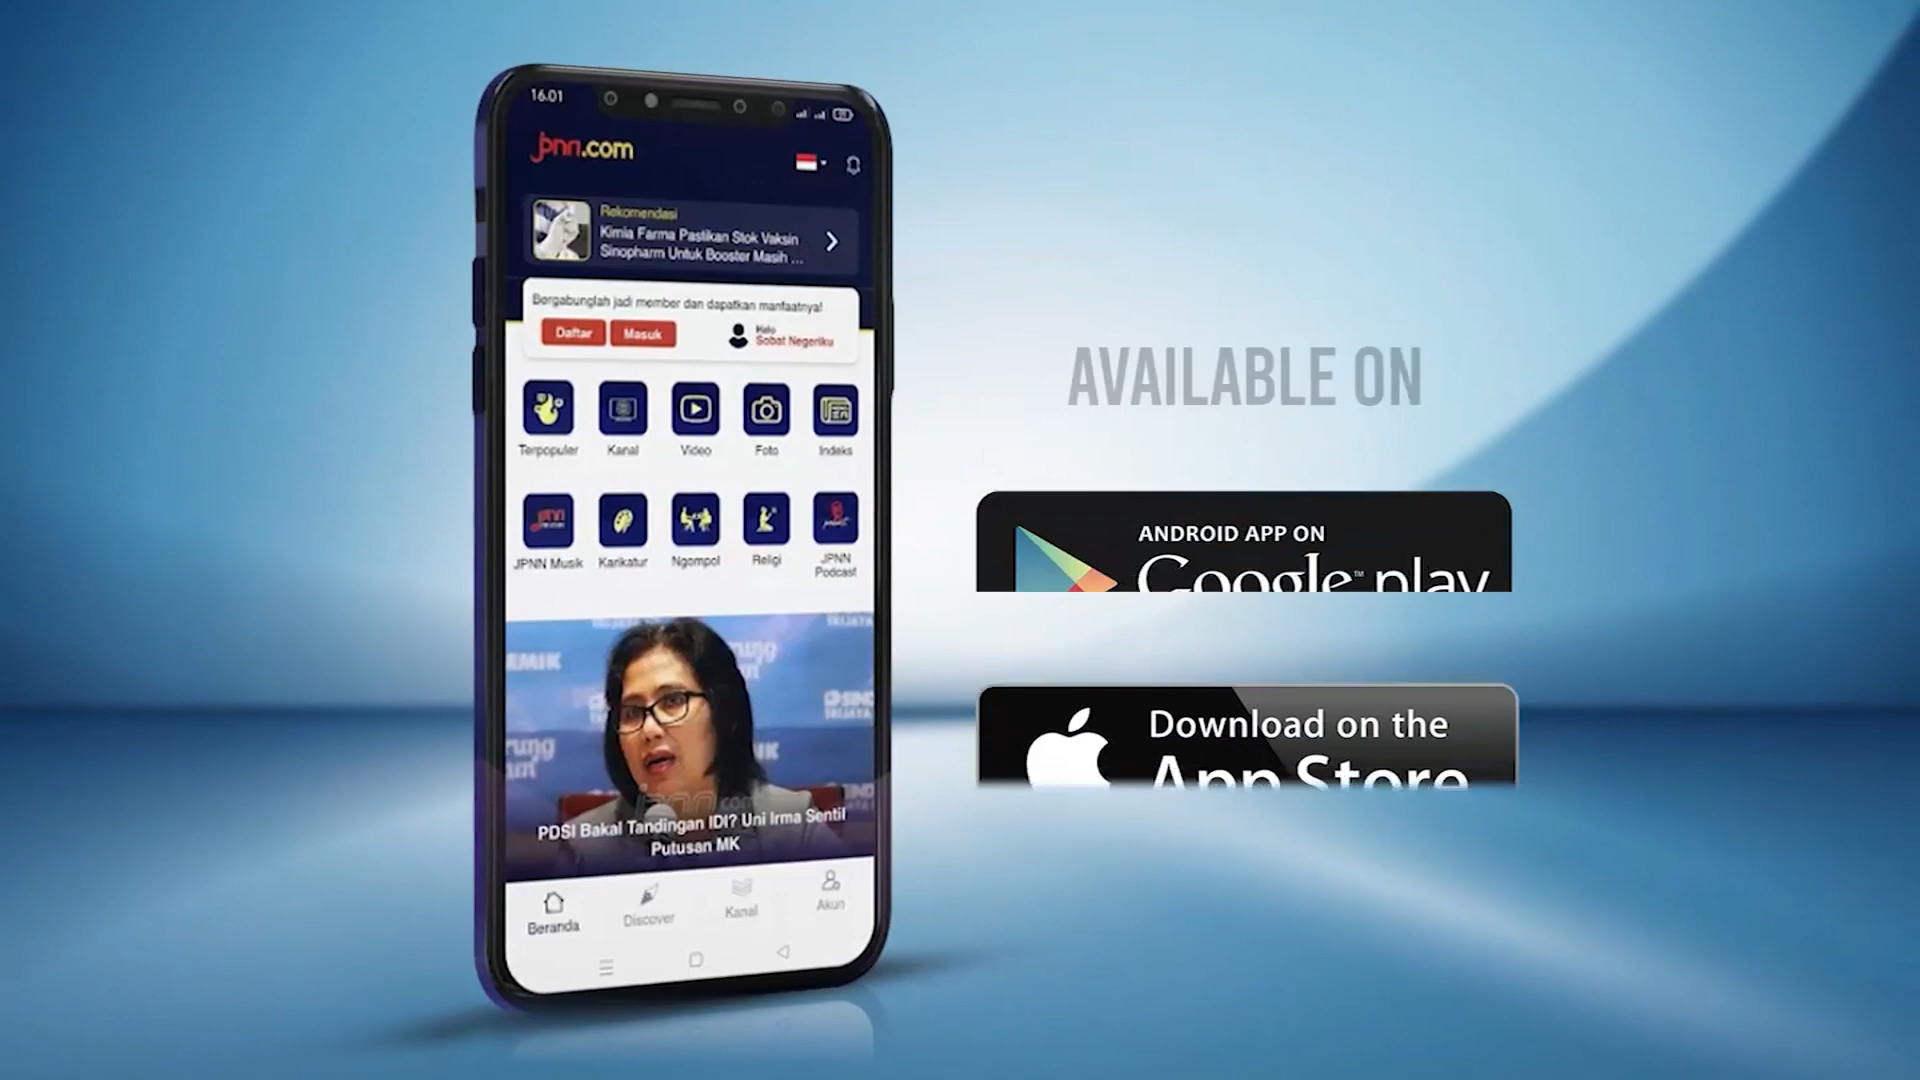 16.01
jpnn.com
Rekomendasi
Kimia Farma Pastikan Stok Vaksin
Sinopharm Untuk Booster Masih ...
Bergabunglah jadi member dan dapatkan manfaatnya!
Daftar
Masuk
Halo
Sobat Negeriku
Terpopuler
Kanal
Video
Foto
Indeks
JPNN Musik
Karikatur
Ngompol
Religi
JPNN
Podcast
PDSI Bakal Tandingan IDI? Uni Irma Sentil
Putusan MK
Beranda
Discover
Kanal
Akun
AVAILABLE ON
ANDROID APP ON
Google play
Download on the
App Store